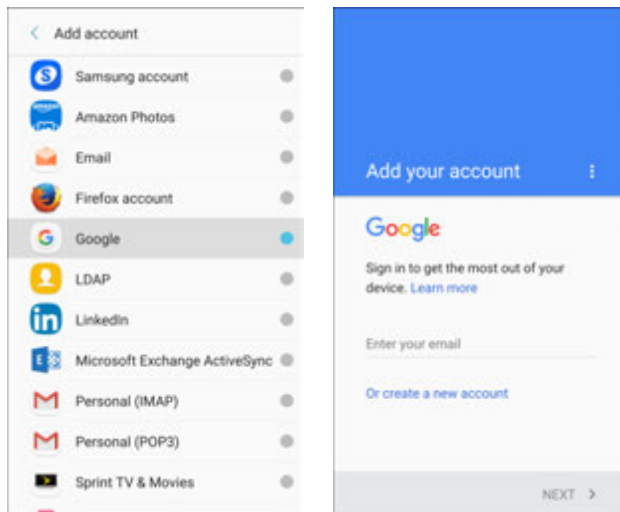 Add account
Samsung account
Amazon Photos
Email
Firefox account
Google
LDAP
LinkedIn
Microsoft Exchange ActiveSync
Personal (IMAP)
Personal (POP3)
Sprint TV & Movies
Add your account
Google
Sign in to get the most out of your
device. Learn more
Enter your email
Or create a new account
NEXT